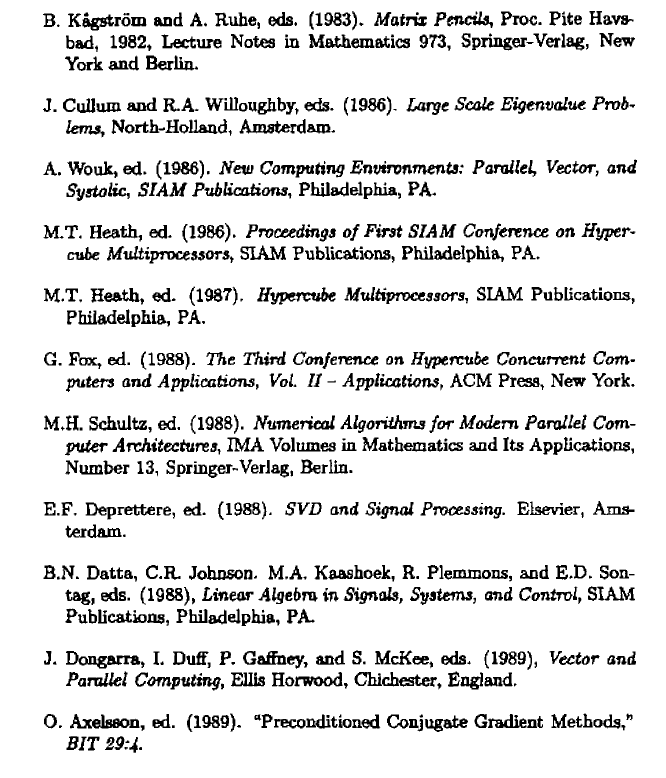 B. Kågström and A. Ruhe, eds. (1983). Matrix Pencils, Proc. Pite Havs-
bad, 1982, Lecture Notes in Mathematics 973, Springer-Verlag, New
York and Berlin.
J. Cullum and R.A. Willoughby, eds. (1986). Large Scale Eigenvalue Prob-
lems, North-Holland, Amsterdam.
A. Wouk, ed. (1986). New Computing Environments: Parallel, Vector, and
Systolic, SIAM Publications, Philadelphia, PA.
M.T. Heath, ed. (1986). Proceedings of First SIAM Conference on Hyper-
cube Multiprocessors, SIAM Publications, Philadelphia, PA.
M.T. Heath, ed. (1987). Hypercube Multiprocessors, SIAM Publications,
Philadelphia, PA.
G. Fox, ed. (1988). The Third Conference on Hypercube Concurrent Com-
puters and Applications, Vol. II – Applications, ACM Press, New York.
M.H. Schultz, ed. (1988). Numerical Algorithms for Modern Parallel Com-
puter Architectures, IMA Volumes in Mathematics and Its Applications,
Number 13, Springer-Verlag, Berlin.
E.F. Deprettere, ed. (1988). SVD and Signal Processing. Elsevier, Ams-
terdam.
B.N. Datta, C.R. Johnson. M.A. Kaashoek, R. Plemmons, and E.D. Son-
tag, eds. (1988), Linear Algebra in Signals, Systems, and Control, SIAM
Publications, Philadelphia, PA.
J. Dongarra, I. Duff, P. Gaffney, and S. McKee, eds. (1989), Vector and
Parallel Computing, Ellis Horwood, Chichester, England.
O. Axelsson, ed. (1989). “Preconditioned Conjugate Gradient Methods,”
BIT 29:4.